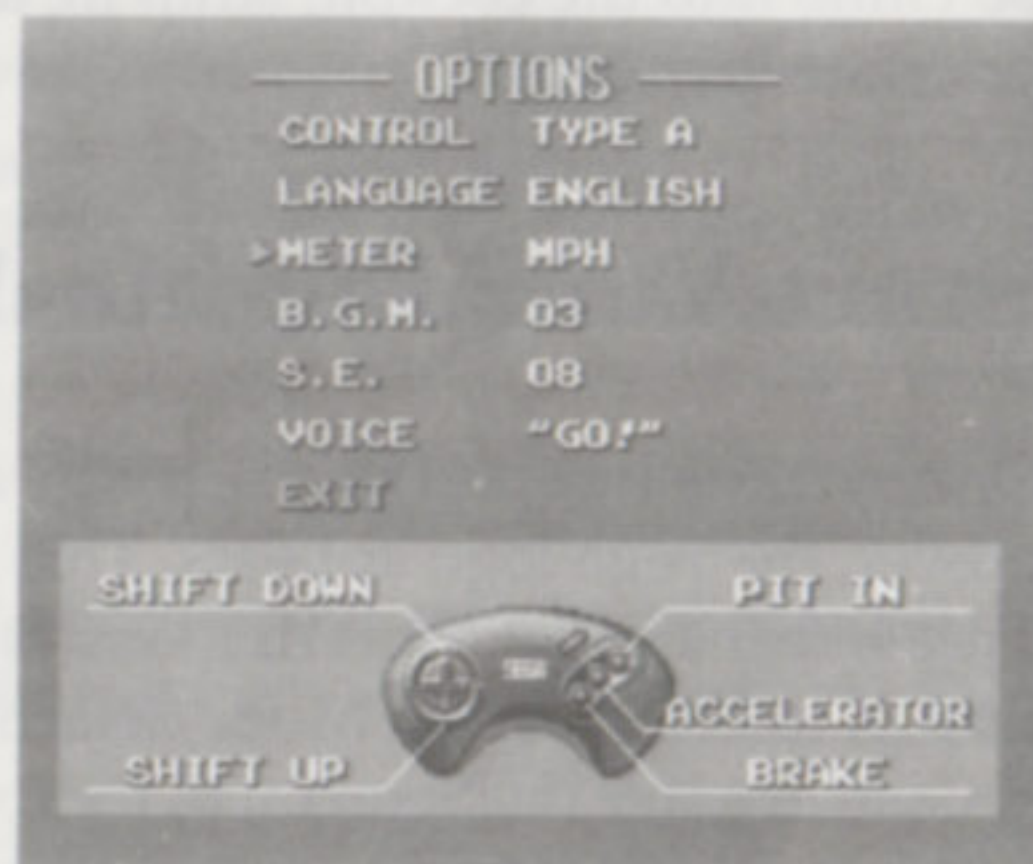 OPTIONS
CONTROL TYPE A
LANGUAGE ENGLISH
>METER MPH
B.G.M. 03
S.E. 08
VOICE "GO!"
EXIT
SHIFT DOWN PIT IN
SEGA
ACCELERATOR
SHIFT UP BRAKE